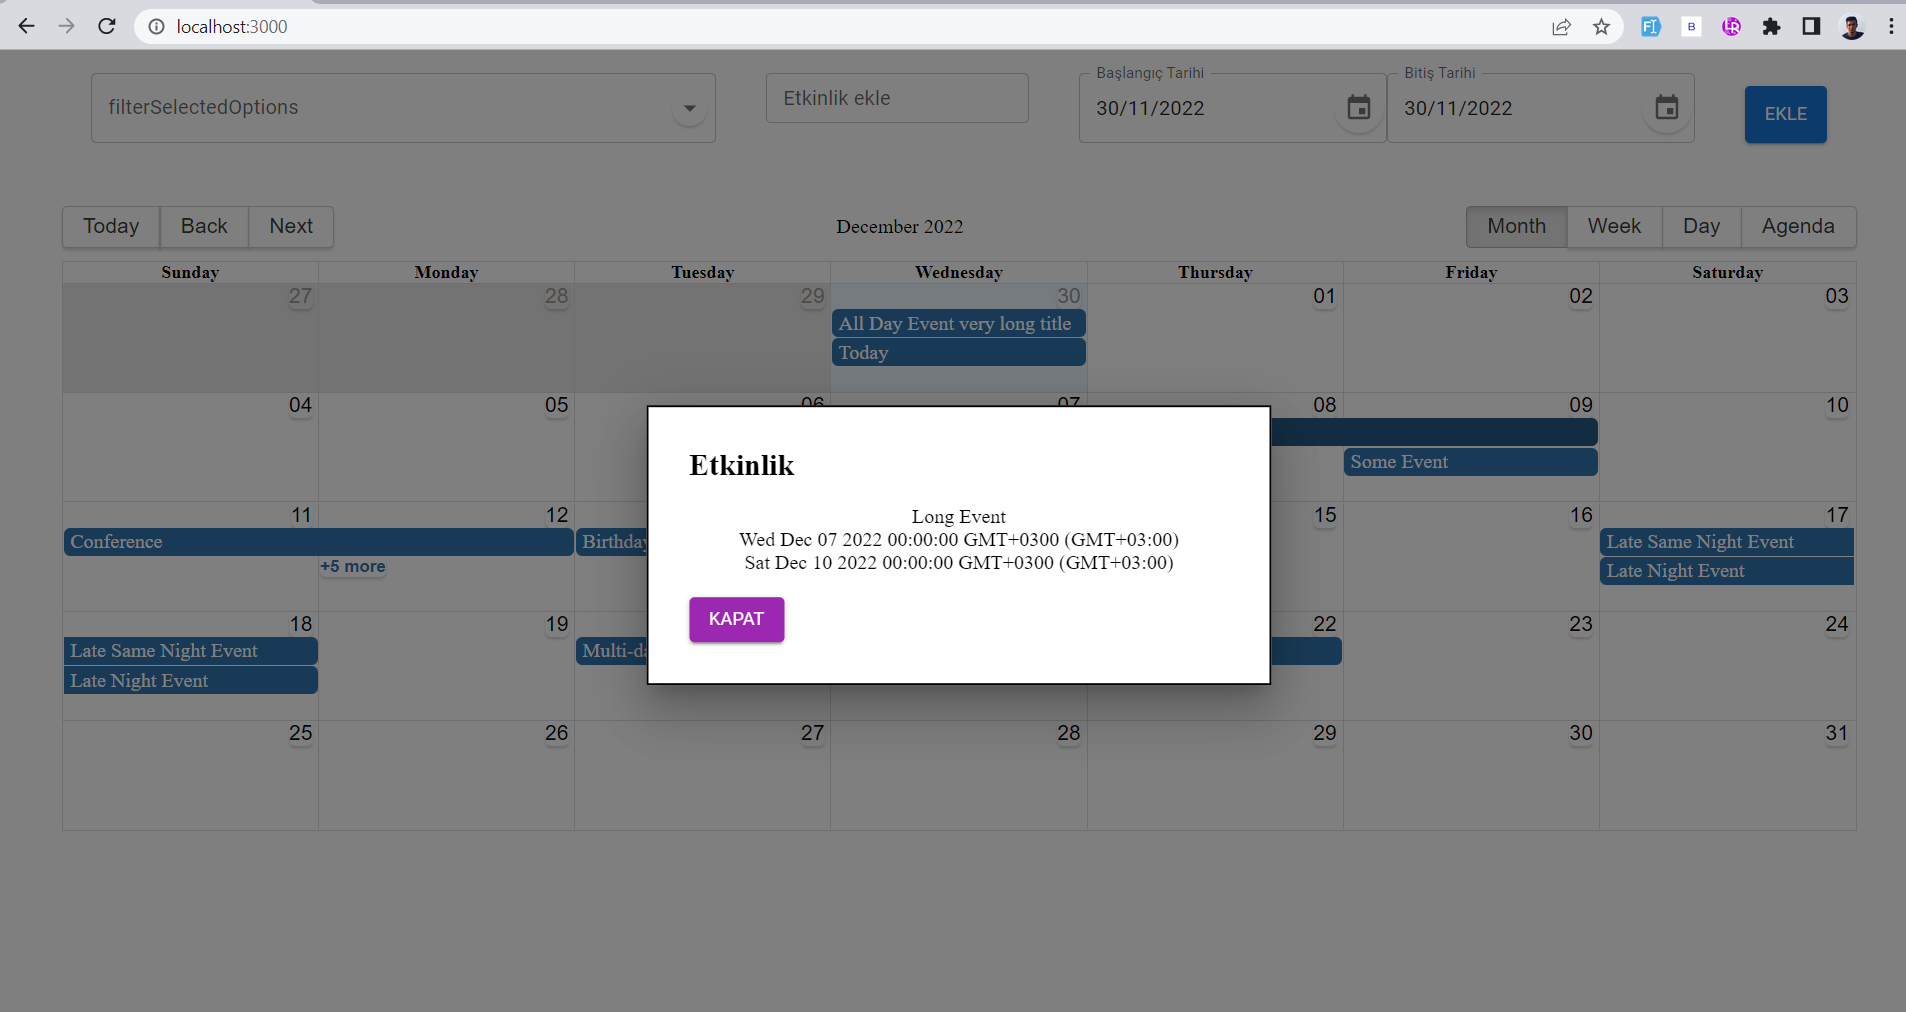 localhost:3000
B
filterSelectedOptions
Etkinlik ekle
Başlangıç Tarihi
30/11/2022
Bitiş Tarihi
30/11/2022
EKLE
Today Back Next
December 2022
Month Week Day Agenda
Sunday Monday Tuesday Wednesday Thursday Friday Saturday
27 28 29 30 01 02 03
All Day Event very long title
Today
04 05 06 07 08 09 10
Some Event
Etkinlik
Long Event
Wed Dec 07 2022 00:00:00 GMT+0300 (GMT+03:00)
Sat Dec 10 2022 00:00:00 GMT+0300 (GMT+03:00)
KAPAT
11 12 15 16 17
Conference
Birthday
Late Same Night Event
+5 more
Late Night Event
18 19 22 23 24
Late Same Night Event
Multi-da
Late Night Event
25 26 27 28 29 30 31